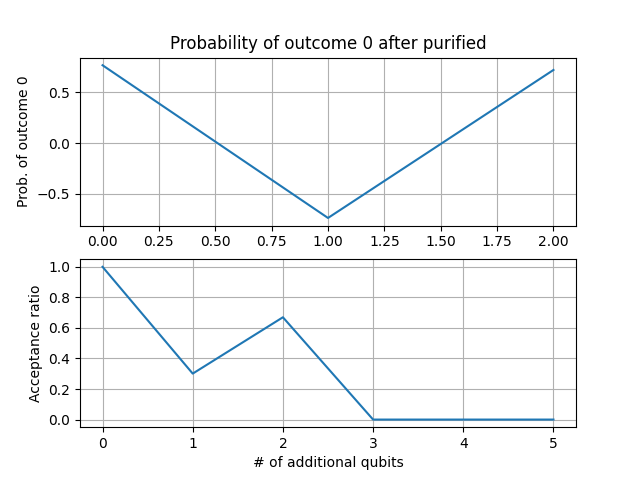 Probability of outcome 0 after purified
Prob. of outcome 0
0.5
0.0
−0.5
0.00 0.25 0.50 0.75 1.00 1.25 1.50 1.75 2.00
Acceptance ratio
1.0
0.8
0.6
0.4
0.2
0.0
0 1 2 3 4 5
# of additional qubits